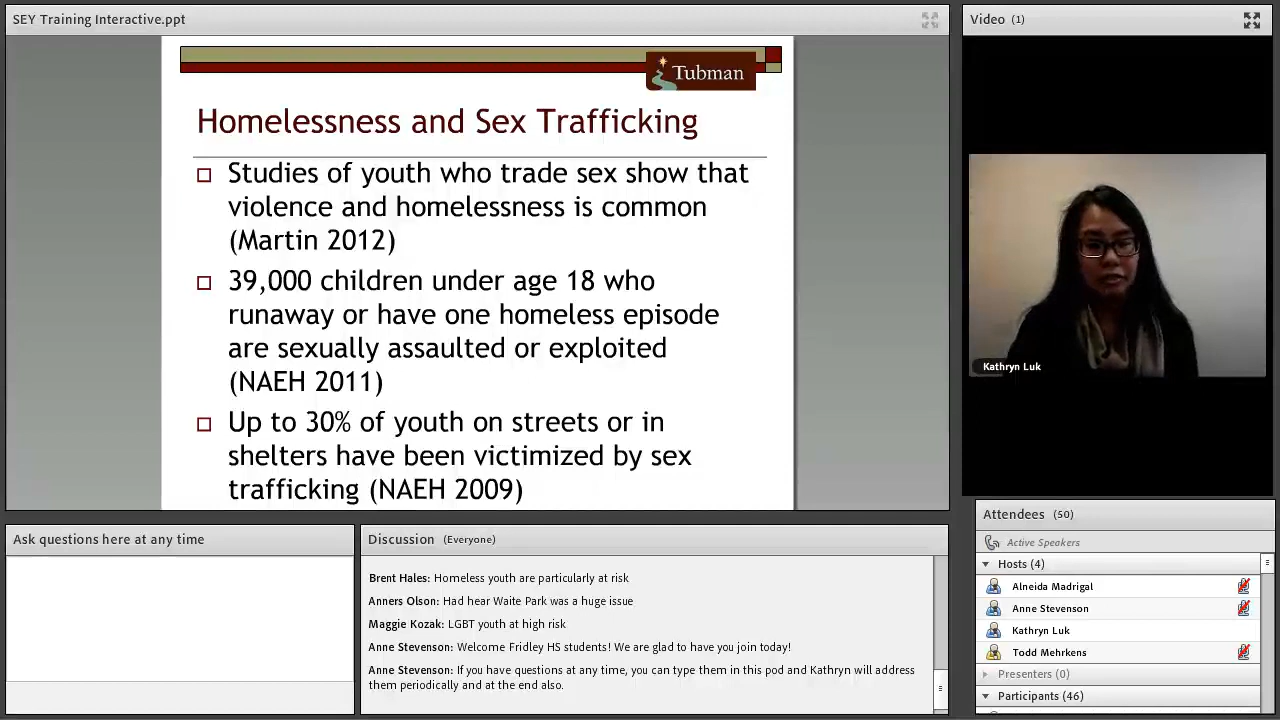 SEY Training Interactive.ppt
Tubman
Homelessness and Sex Trafficking
Studies of youth who trade sex show that
violence and homelessness is common
(Martin 2012)
39,000 children under age 18 who
runaway or have one homeless episode
are sexually assaulted or exploited
(NAEH 2011)
Up to 30% of youth on streets or in
shelters have been victimized by sex
trafficking (NAEH 2009)
Ask questions here at any time
Discussion (Everyone)
Brent Hales: Homeless youth are particularly at risk
Anners Olson: Had hear Waite Park was a huge issue
Maggie Kozak: LGBT youth at high risk
Anne Stevenson: Welcome Fridley HS students! We are glad to have you join today!
Anne Stevenson: If you have questions at any time, you can type them in this pod and Kathryn will address
them periodically and at the end also.
Video (1)
Kathryn Luk
Attendees (50)
Active Speakers
Hosts (4)
Alneida Madrigal
Anne Stevenson
Kathryn Luk
Todd Mehrkens
Presenters (0)
Participants (46)